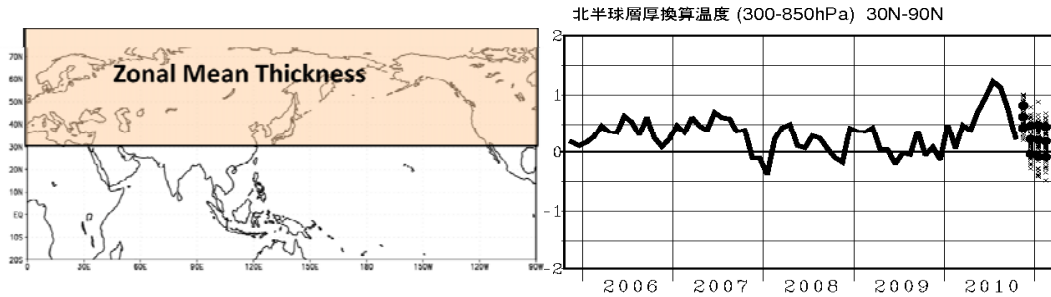 Zonal Mean Thickness
70N
60N
50N
40N
30N
20N
10N
EQ
10S
20S
0
30E
60E
90E
120E
150E
180
150W
120W
90W
北半球層厚換算温度 (300-850hPa) 30N-90N
2
1
0
-1
-2
2006
2007
2008
2009
2010